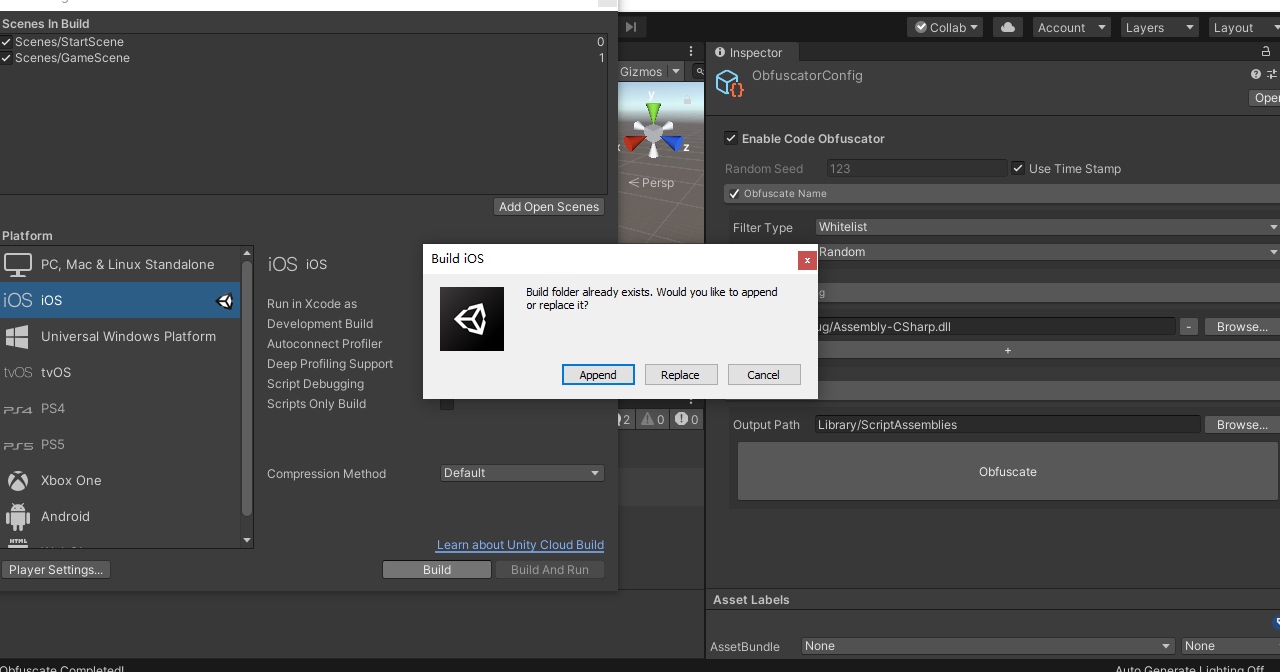 Scenes In Build
Scenes/StartScene 0
Scenes/GameScene 1
Add Open Scenes
Platform
PC, Mac & Linux Standalone
iOS iOS
Universal Windows Platform
tvOS tvOS
PS4 PS4
PS5 PS5
Xbox One
Android
HTML
iOS iOS
Run in Xcode as
Development Build
Autoconnect Profiler
Deep Profiling Support
Script Debugging
Scripts Only Build
Compression Method Default
Learn about Unity Cloud Build
Player Settings...
Build
Build And Run
Obfuscate Completed!
Gizmos
y
x
z
Persp
2 0 0
Build iOS
x
Build folder already exists. Would you like to append
or replace it?
Append
Replace
Cancel
Collab
Account
Layers
Layout
Inspector
ObfuscatorConfig
Open
Enable Code Obfuscator
Random Seed 123 Use Time Stamp
Obfuscate Name
Filter Type Whitelist
Random
g
ug/Assembly-CSharp.dll - Browse...
+
Output Path Library/ScriptAssemblies Browse...
Obfuscate
Asset Labels
AssetBundle None None
Auto Generate Lighting Off